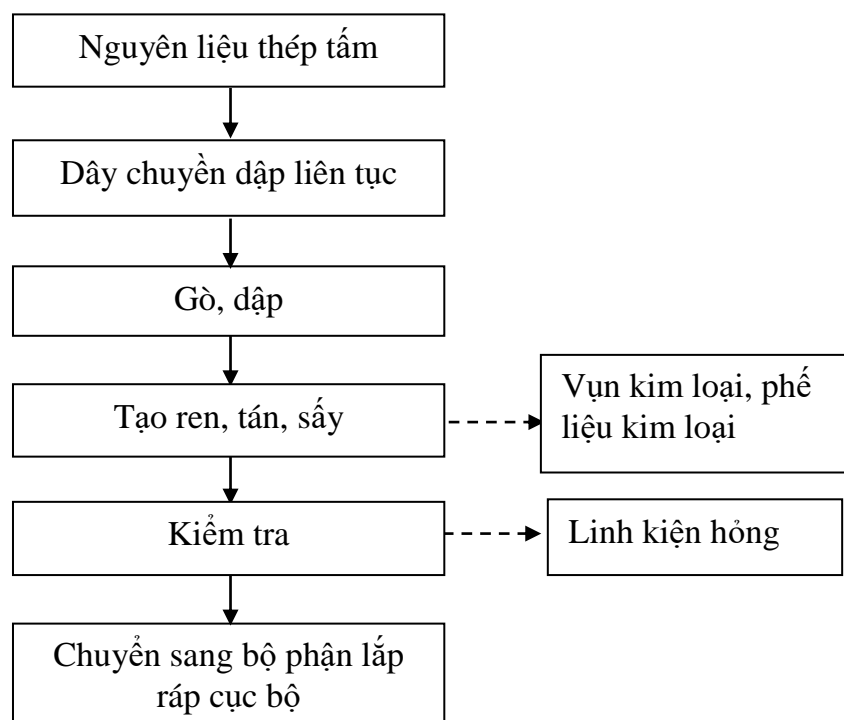 Nguyên liệu thép tấm
Dây chuyền dập liên tục
Gò, dập
Tạo ren, tán, sấy
Vụn kim loại, phế
liệu kim loại
Kiểm tra
Linh kiện hỏng
Chuyển sang bộ phận lắp
ráp cục bộ